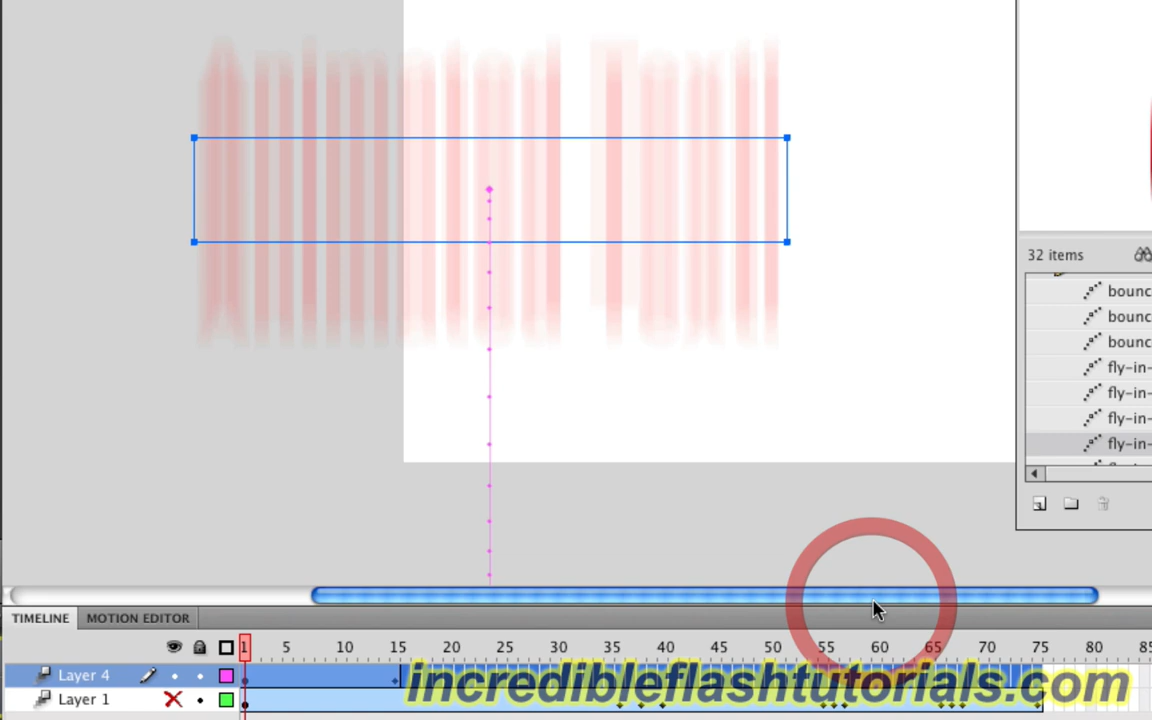 32 items
bounc
bounc
bounc
fly-in-
fly-in-
fly-in-
fly-in-
TIMELINE MOTION EDITOR
1 5 10 15 20 25 30 35 40 45 50 55 60 65 70 75 80 85
Layer 4
Layer 1
incredibleflashtutorials.com